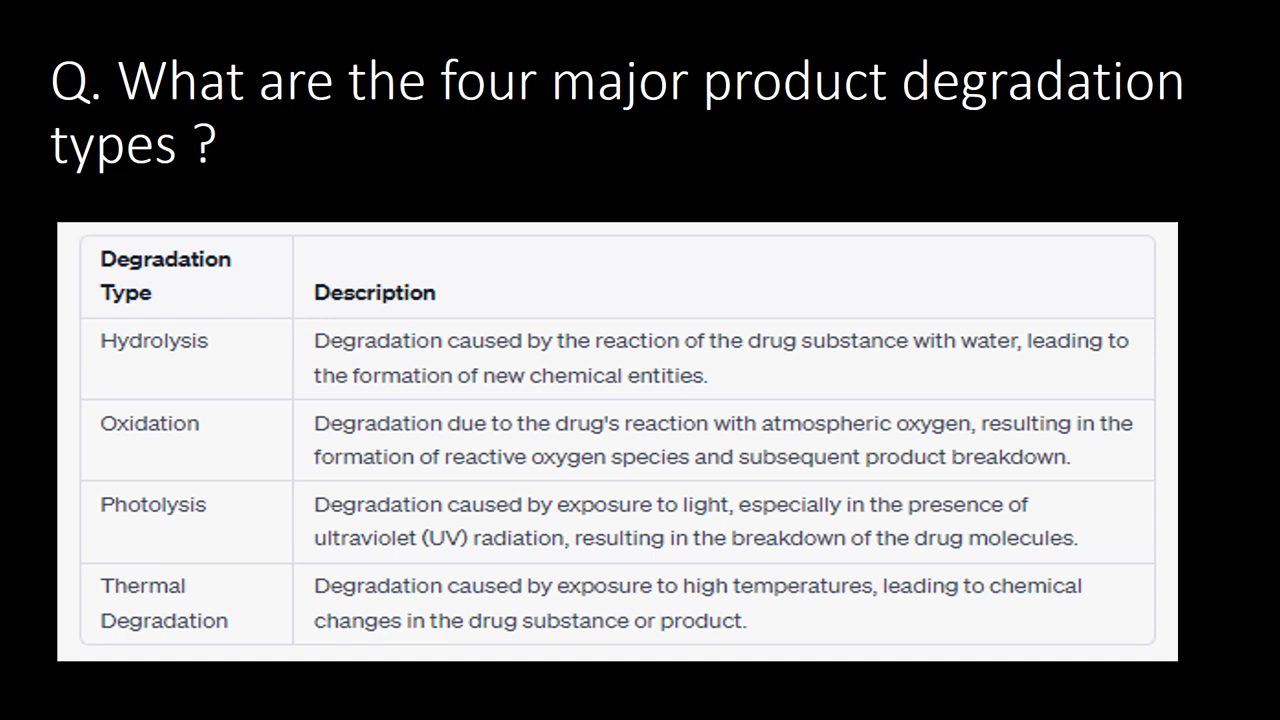 Q. What are the four major product degradation
types ?
Degradation
Type
Description
Hydrolysis
Degradation caused by the reaction of the drug substance with water, leading to
the formation of new chemical entities.
Oxidation
Degradation due to the drug's reaction with atmospheric oxygen, resulting in the
formation of reactive oxygen species and subsequent product breakdown.
Photolysis
Degradation caused by exposure to light, especially in the presence of
ultraviolet (UV) radiation, resulting in the breakdown of the drug molecules.
Thermal
Degradation
Degradation caused by exposure to high temperatures, leading to chemical
changes in the drug substance or product.